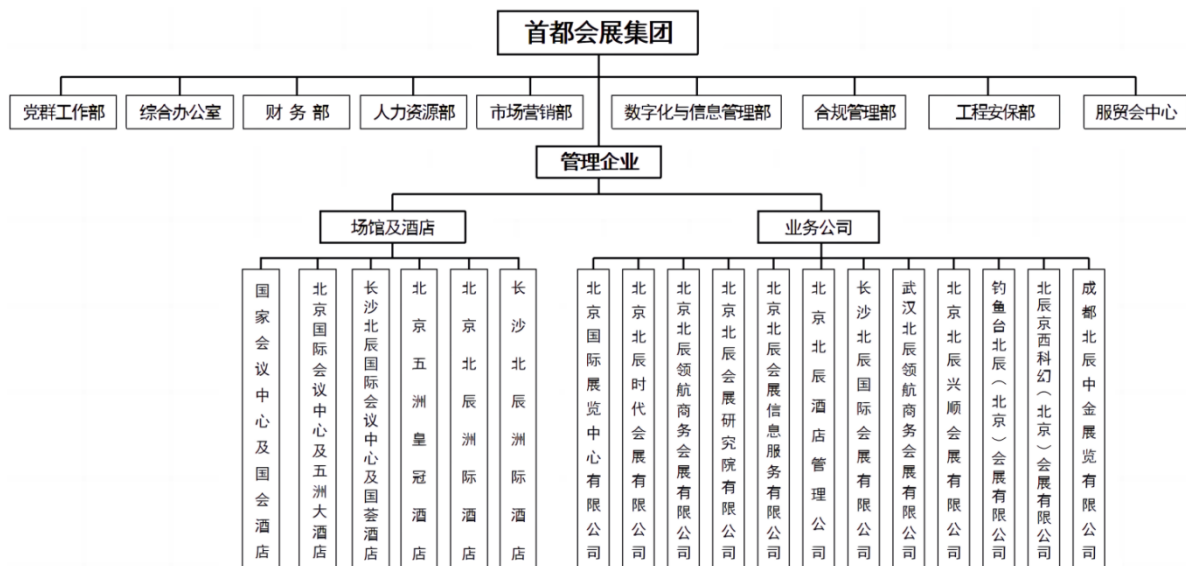 首都会展集团
党群工作部
综合办公室
财务部
人力资源部
市场营销部
数字化与信息管理部
合规管理部
工程安保部
服贸会中心
管理企业
场馆及酒店
业务公司
国家会议中心及国会酒店
北京国际会议中心及五洲大酒店
长沙北辰国际会议中心及国荟酒店
北京五洲皇冠酒店
北京北辰洲际酒店
长沙北辰洲际酒店
北京国际展览中心有限公司
北京北辰时代会展有限公司
北京北辰领航商务会展有限公司
北京北辰会展研究院有限公司
北京北辰会展信息服务有限公司
北京北辰酒店管理公司
长沙北辰国际会展有限公司
武汉北辰领航商务会展有限公司
北京北辰兴顺会展有限公司
钓鱼台北辰（北京）会展有限公司
北辰京西科幻（北京）会展有限公司
成都北辰中金展览有限公司